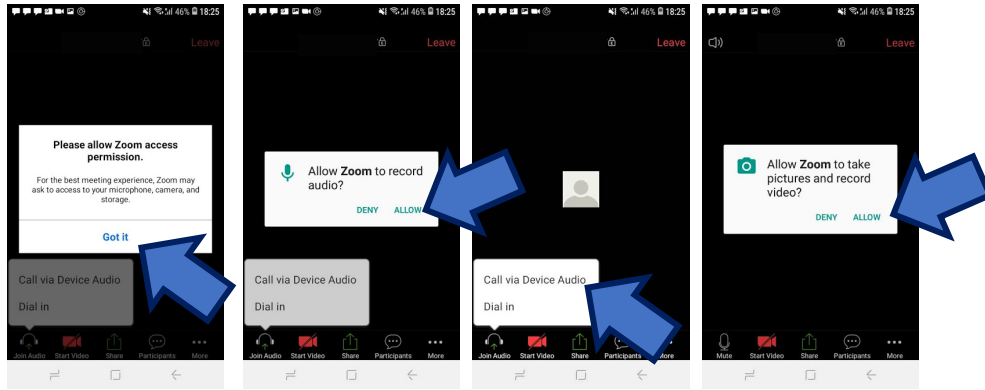 46% 18:25
Leave
Please allow Zoom access
permission.
For the best meeting experience, Zoom may
ask to access to your microphone, camera, and
storage.
Got it
Call via Device Audio
Dial in
Join Audio Start Video Share Participants More
46% 18:25
Leave
Allow Zoom to record
audio?
DENY ALLOW
Call via Device Audio
Dial in
Join Audio Start Video Share Participants More
46% 18:25
Leave
Call via Device Audio
Dial in
Join Audio Start Video Share Participants More
46% 18:25
Leave
Allow Zoom to take
pictures and record
video?
DENY ALLOW
Mute Start Video Share Participants More